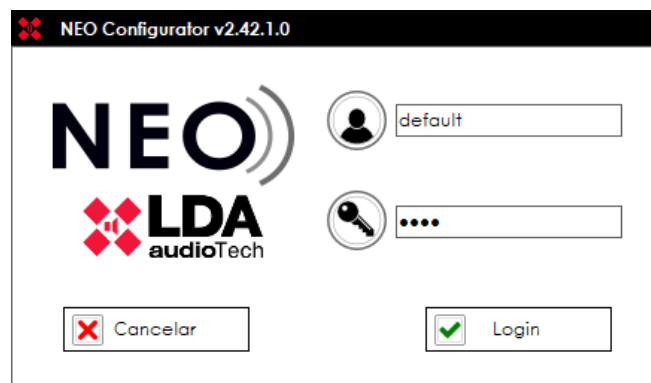 NEO Configurator v2.42.1.0
NEO
default
LDA
audioTech
••••
Cancelar
Login